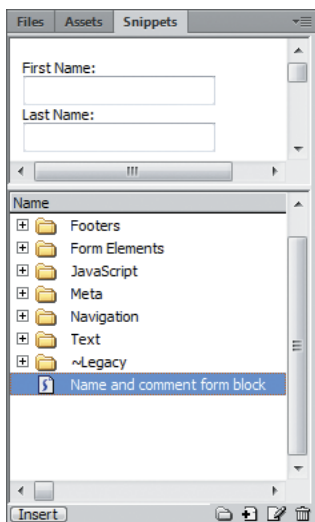 Files Assets Snippets
First Name:
Last Name:
Name
Footers
Form Elements
JavaScript
Meta
Navigation
Text
~Legacy
Name and comment form block
Insert